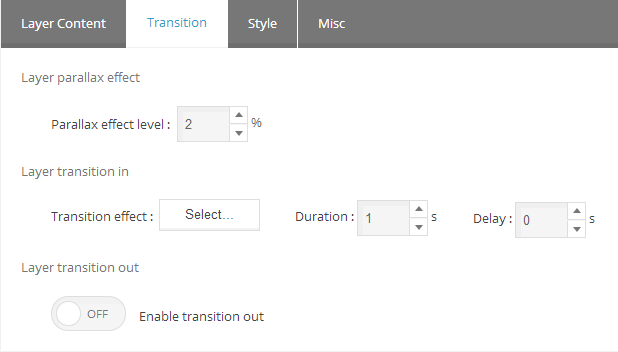 Layer Content Transition Style Misc
Layer parallax effect
Parallax effect level : 2 %
Layer transition in
Transition effect : Select... Duration : 1 s Delay : 0 s
Layer transition out
OFF Enable transition out